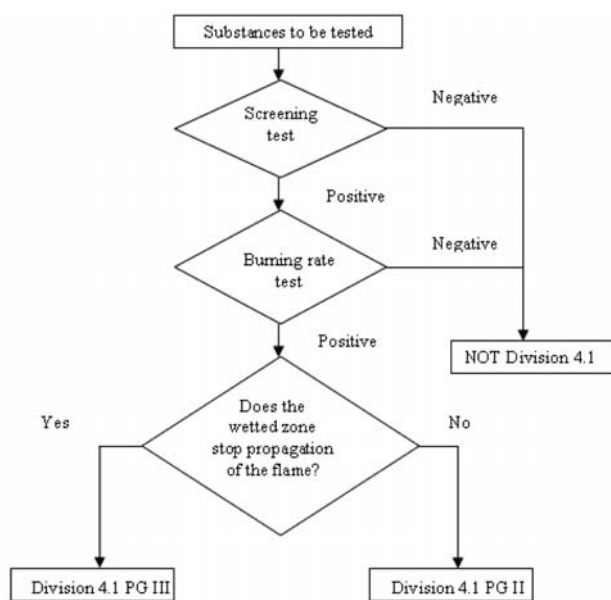 Substances to be tested
Negative
Screening
test
Positive
Negative
Burning rate
test
Positive
NOT Division 4.1
Yes
Does the
wetted zone
stop propagation
of the flame?
No
Division 4.1 PG III
Division 4.1 PG II